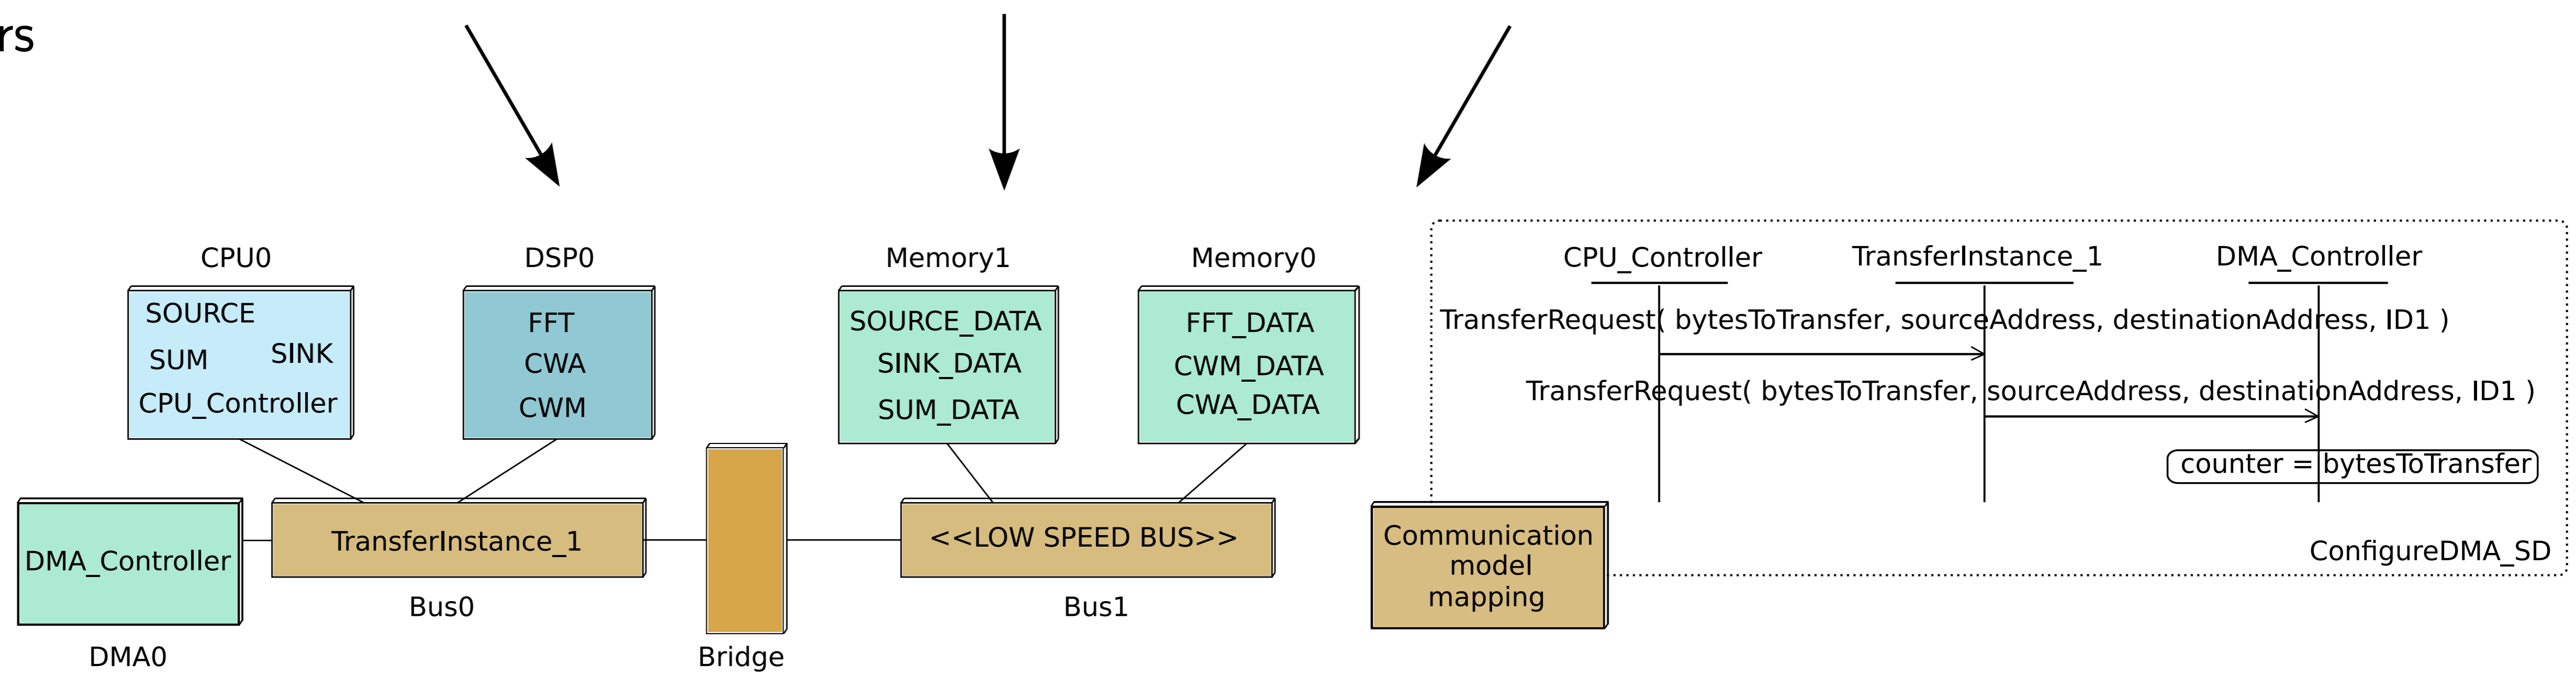 rs
CPU0
SOURCE
SUM
SINK
CPU_Controller
DSP0
FFT
CWA
CWM
Memory1
SOURCE_DATA
SINK_DATA
SUM_DATA
Memory0
FFT_DATA
CWM_DATA
CWA_DATA
DMA_Controller
DMA0
TransferInstance_1
Bus0
Bridge
<<LOW SPEED BUS>>
Bus1
CPU_Controller
TransferInstance_1
DMA_Controller
TransferRequest( bytesToTransfer, sourceAddress, destinationAddress, ID1 )
TransferRequest( bytesToTransfer, sourceAddress, destinationAddress, ID1 )
counter = bytesToTransfer
ConfigureDMA_SD
Communication
model
mapping